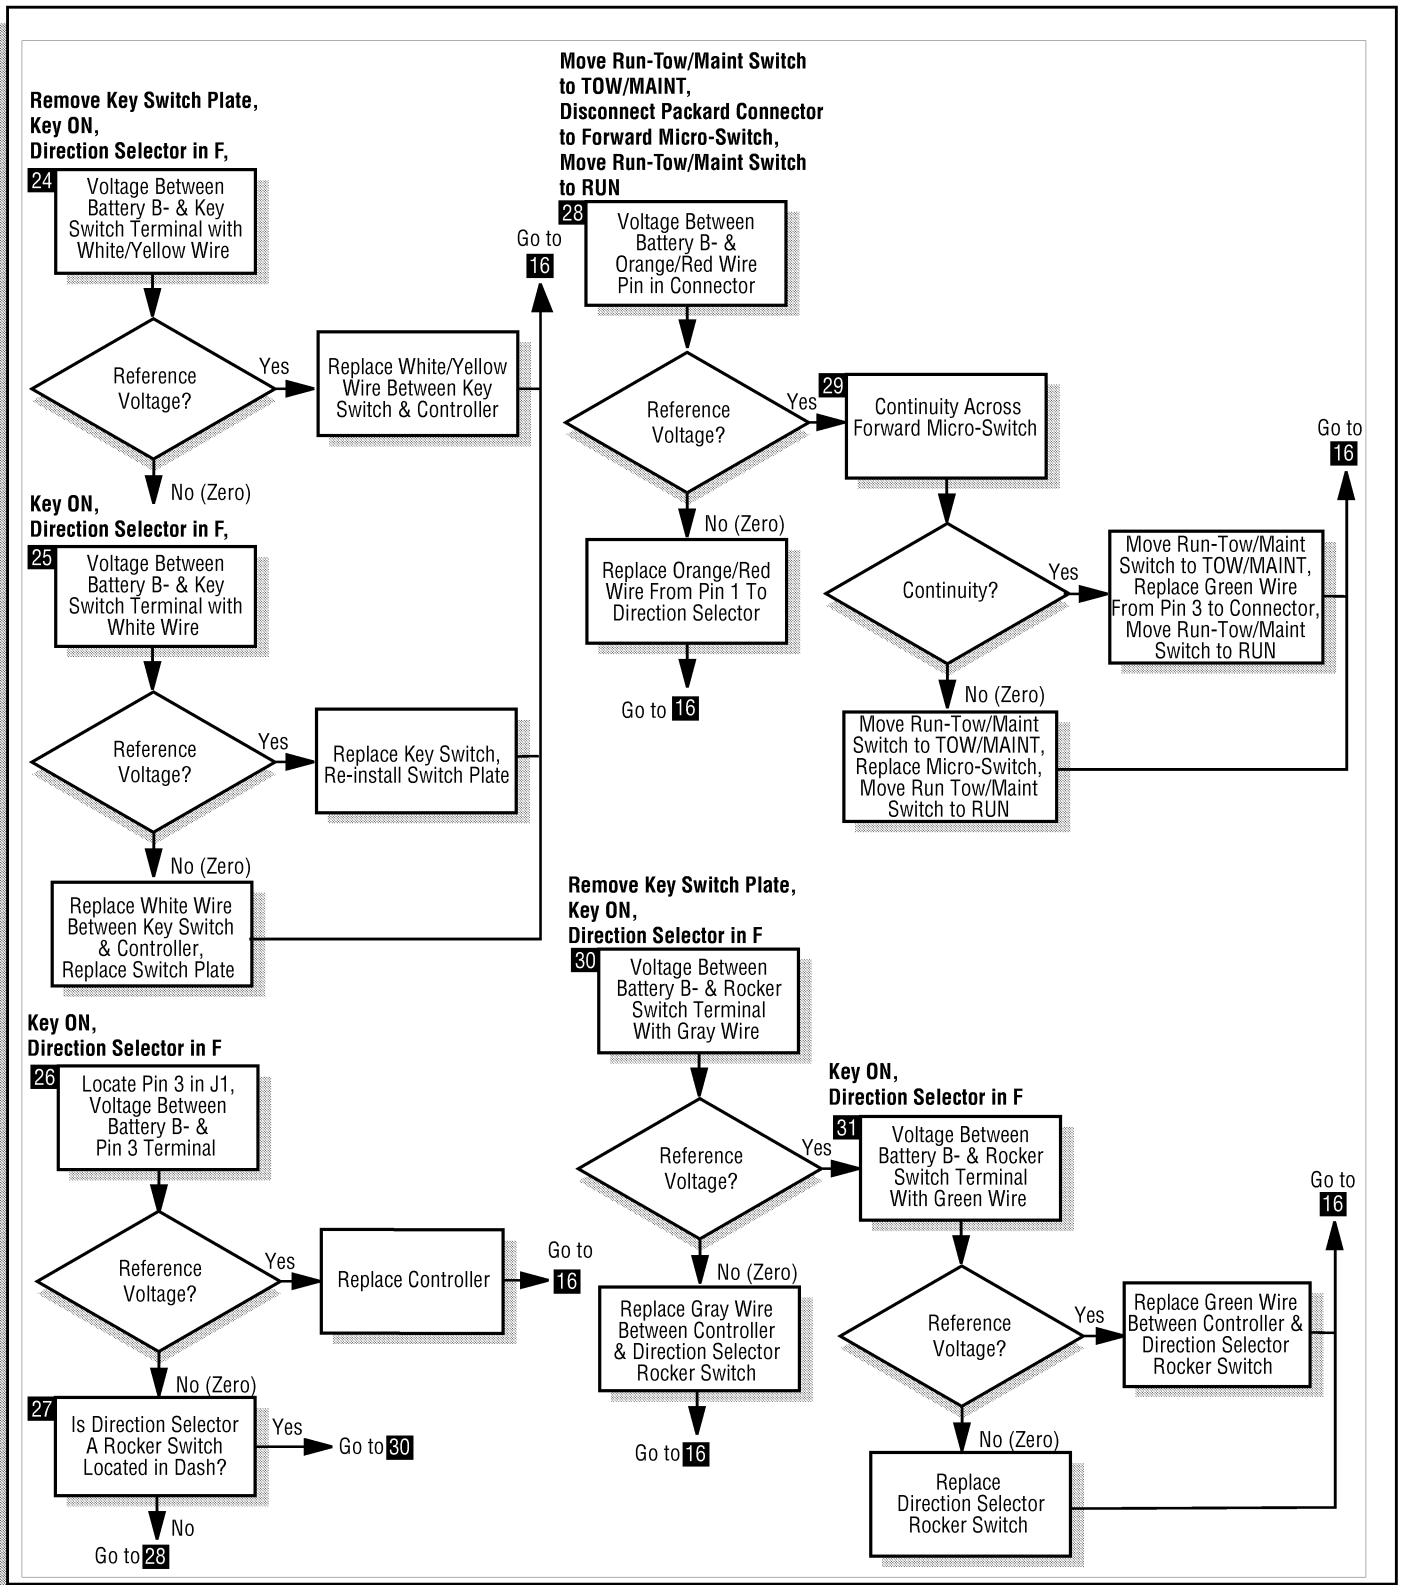 Remove Key Switch Plate,
Key ON,
Direction Selector in F,
24
Voltage Between
Battery B- & Key
Switch Terminal with
White/Yellow Wire
Reference
Voltage?
Yes
Replace White/Yellow
Wire Between Key
Switch & Controller
Go to
16
No (Zero)
Key ON,
Direction Selector in F,
25
Voltage Between
Battery B- & Key
Switch Terminal with
White Wire
Reference
Voltage?
Yes
Replace Key Switch,
Re-install Switch Plate
No (Zero)
Replace White Wire
Between Key Switch
& Controller,
Replace Switch Plate
Key ON,
Direction Selector in F
26
Locate Pin 3 in J1,
Voltage Between
Battery B- &
Pin 3 Terminal
Reference
Voltage?
Yes
Replace Controller
Go to
16
No (Zero)
27
Is Direction Selector
A Rocker Switch
Located in Dash?
Yes
Go to 30
No
Go to 28
Move Run-Tow/Maint Switch
to TOW/MAINT,
Disconnect Packard Connector
to Forward Micro-Switch,
Move Run-Tow/Maint Switch
to RUN
28
Voltage Between
Battery B- &
Orange/Red Wire
Pin in Connector
Reference
Voltage?
Yes
No (Zero)
Replace Orange/Red
Wire From Pin 1 To
Direction Selector
Go to 16
29
Continuity Across
Forward Micro-Switch
Continuity?
Yes
Move Run-Tow/Maint
Switch to TOW/MAINT,
Replace Green Wire
From Pin 3 to Connector,
Move Run-Tow/Maint
Switch to RUN
Go to
16
No (Zero)
Move Run-Tow/Maint
Switch to TOW/MAINT,
Replace Micro-Switch,
Move Run Tow/Maint
Switch to RUN
Remove Key Switch Plate,
Key ON,
Direction Selector in F
30
Voltage Between
Battery B- & Rocker
Switch Terminal
With Gray Wire
Reference
Voltage?
Yes
No (Zero)
Replace Gray Wire
Between Controller
& Direction Selector
Rocker Switch
Go to 16
Key ON,
Direction Selector in F
31
Voltage Between
Battery B- & Rocker
Switch Terminal
With Green Wire
Reference
Voltage?
Yes
Replace Green Wire
Between Controller &
Direction Selector
Rocker Switch
Go to
16
No (Zero)
Replace
Direction Selector
Rocker Switch